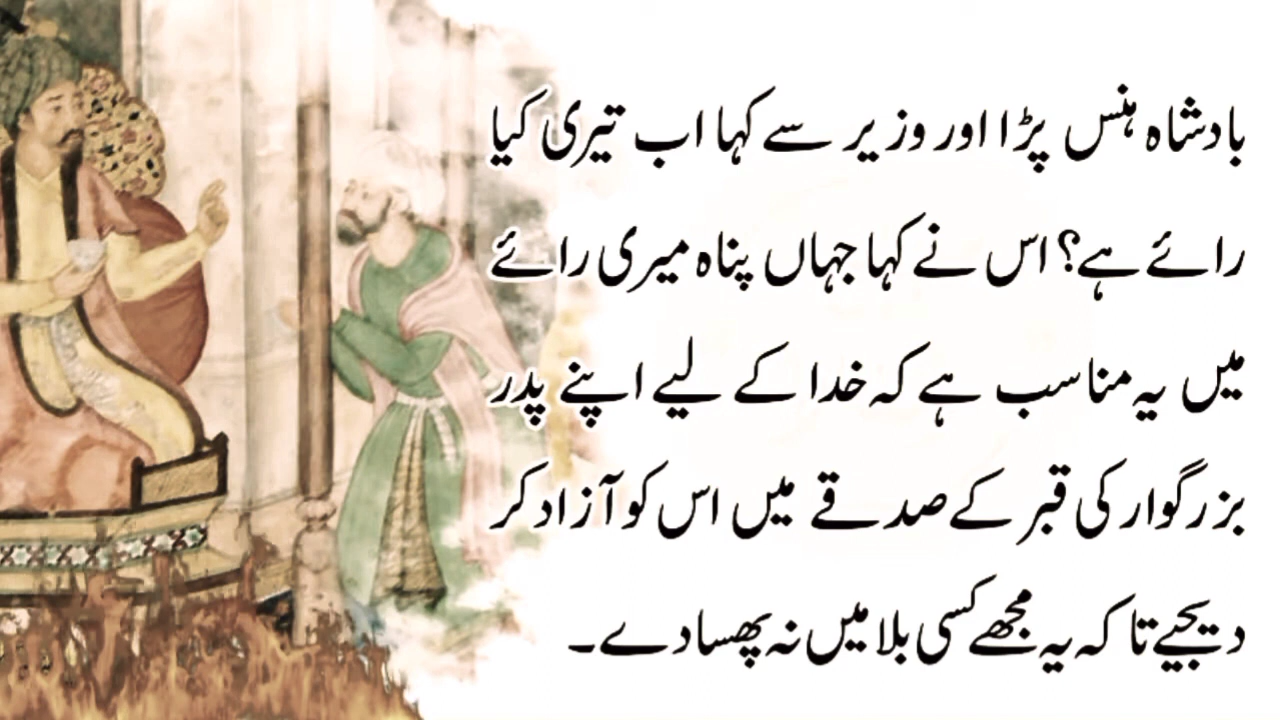 بادشاہ ہنس پڑا اور وزیر سے کہا اب تیری کیا
رائے ہے؟ اس نے کہا جہاں پناہ میری رائے
میں یہ مناسب ہے کہ خدا کے لیے اپنے پدر
بزرگوار کی قبر کے صدقے میں اس کو آزاد کر
دیجیے تاکہ یہ مجھے کسی بلا میں نہ پھسا دے۔